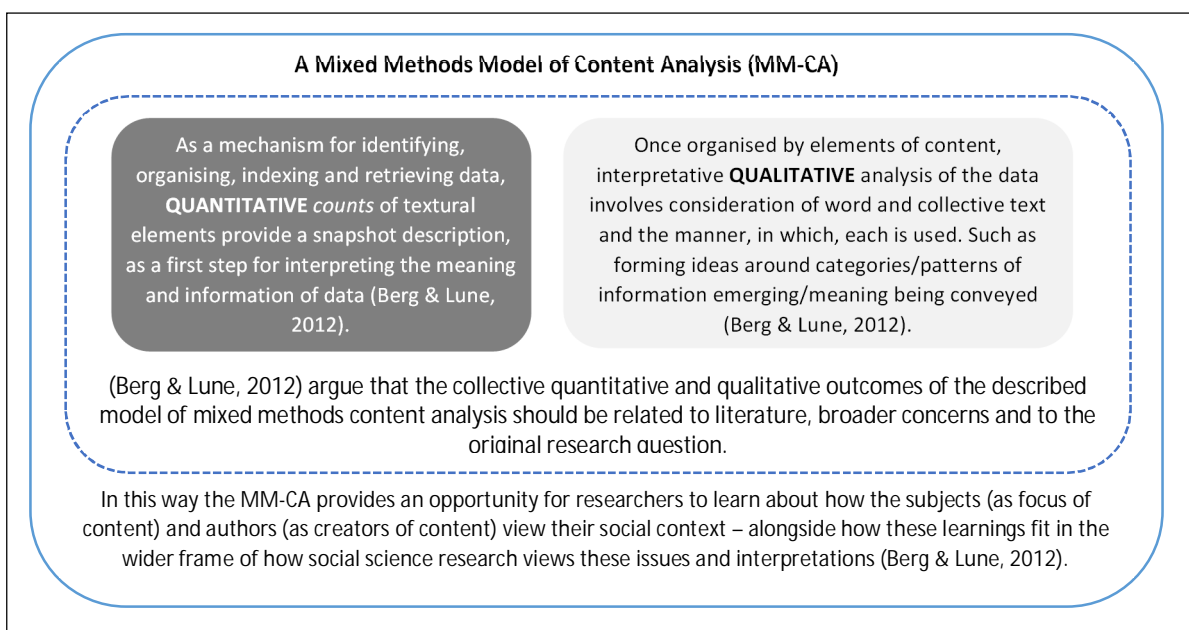 A Mixed Methods Model of Content Analysis (MM-CA)
As a mechanism for identifying,
organising, indexing and retrieving data,
QUANTITATIVE counts of textural
elements provide a snapshot description,
as a first step for interpreting the meaning
and information of data (Berg & Lune,
2012).
Once organised by elements of content,
interpretative QUALITATIVE analysis of the data
involves consideration of word and collective text
and the manner, in which, each is used. Such as
forming ideas around categories/patterns of
information emerging/meaning being conveyed
(Berg & Lune, 2012).
(Berg & Lune, 2012) argue that the collective quantitative and qualitative outcomes of the described
model of mixed methods content analysis should be related to literature, broader concerns and to the
original research question.
In this way the MM-CA provides an opportunity for researchers to learn about how the subjects (as focus of
content) and authors (as creators of content) view their social context – alongside how these learnings fit in the
wider frame of how social science research views these issues and interpretations (Berg & Lune, 2012).